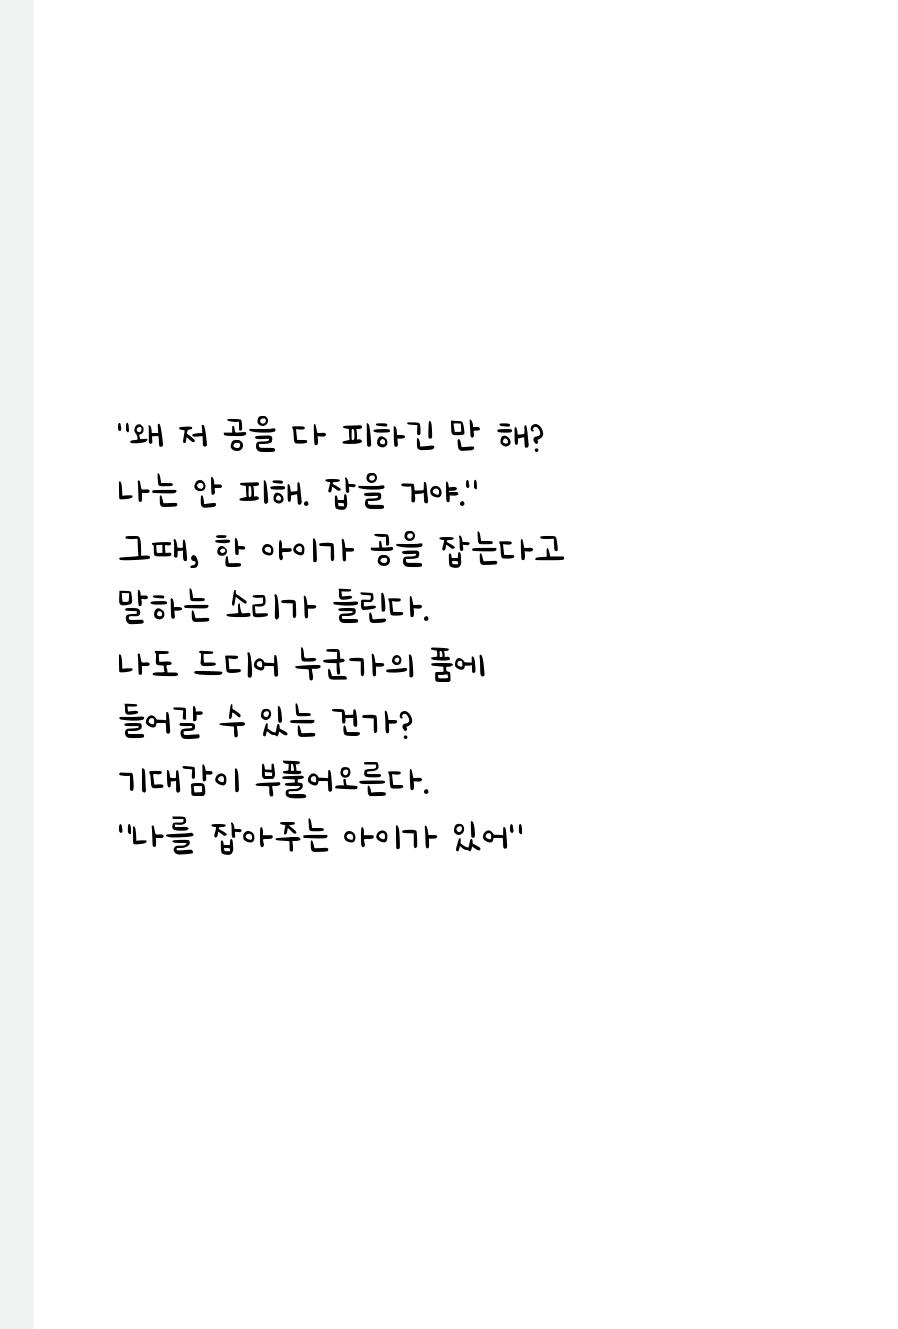 "왜 저 공을 다 피하긴 만 해?
나는 안 피해. 잡을 거야."
그때, 한 아이가 공을 잡는다고
말하는 소리가 들린다.
나도 드디어 누군가의 품에
들어갈 수 있는 건가?
기대감이 부풀어오른다.
"나를 잡아주는 아이가 있어"